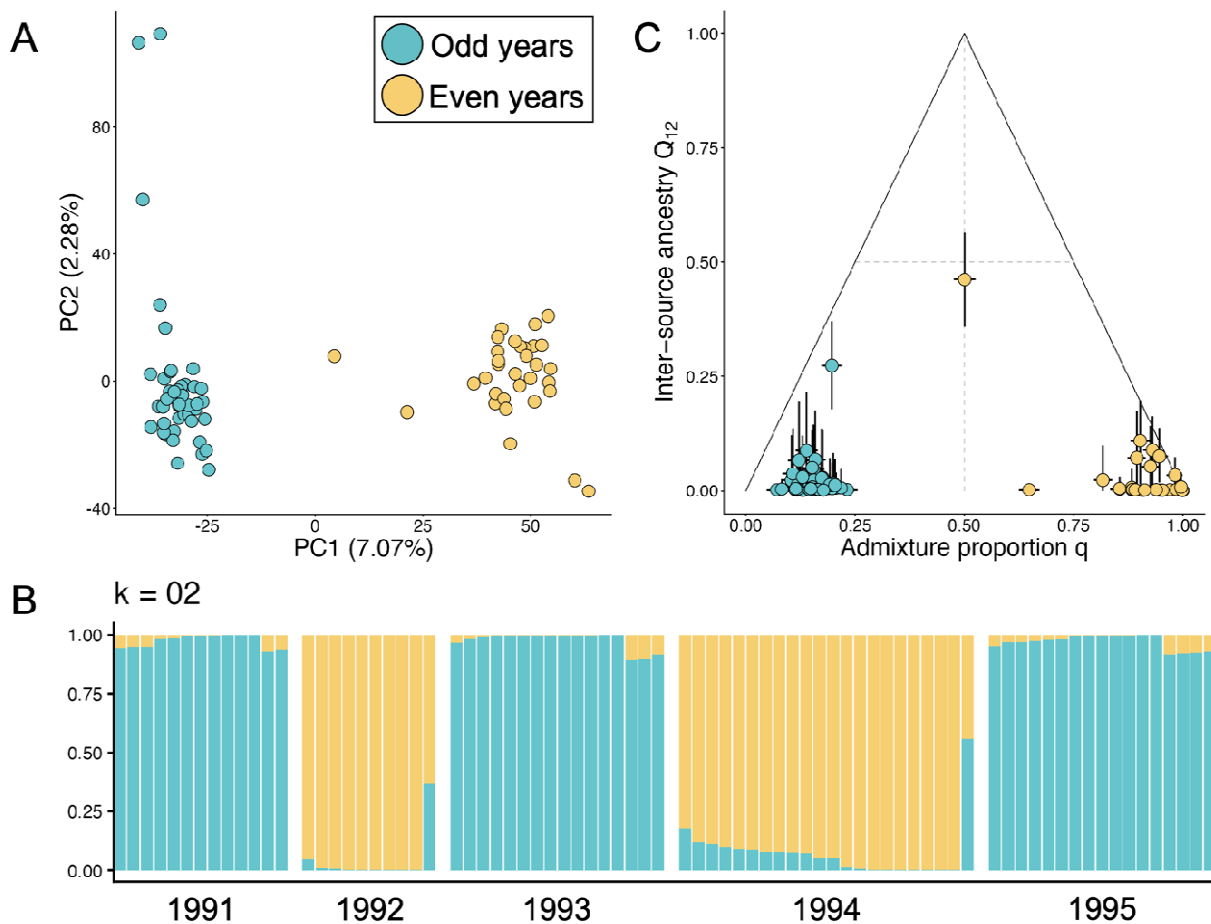 A
Odd years
Even years
80
40
0
-40
PC2 (2.28%)
-25
0
25
50
PC1 (7.07%)
C
1.00
0.75
0.50
0.25
0.00
Inter-source ancestry Q12
0.00
0.25
0.50
0.75
1.00
Admixture proportion q
B
k = 02
1.00
0.75
0.50
0.25
0.00
1991
1992
1993
1994
1995